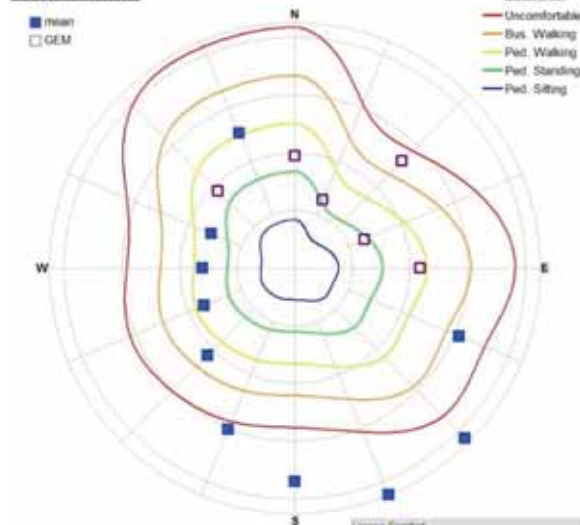 N
mean
GEM
Uncomfortable
Bus. Walking
Ped. Walking
Ped. Standing
Ped. Sitting
W
E
S